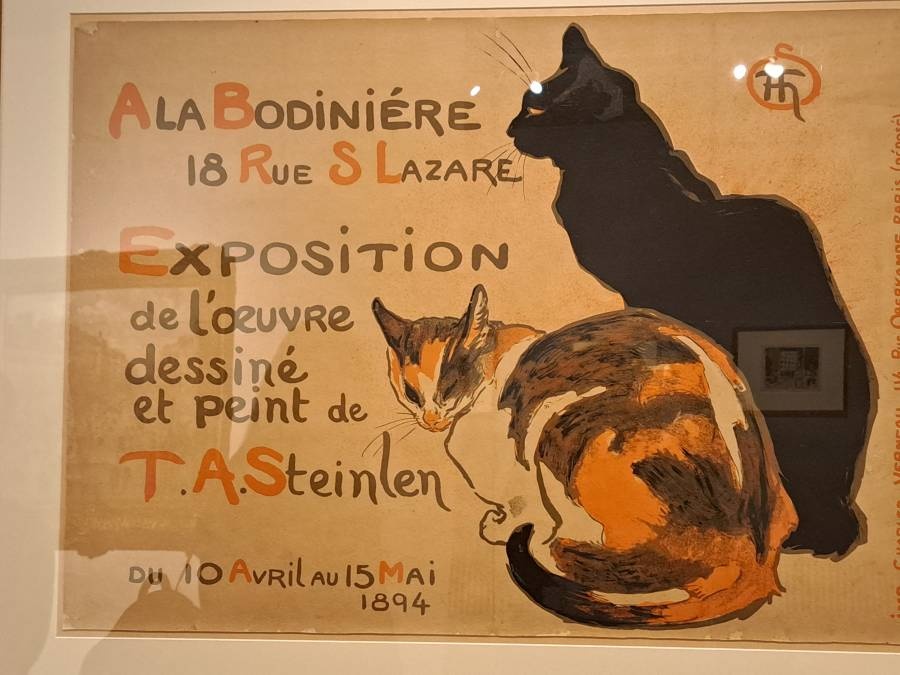 A LA BODINIÉRE
18 RUE S LAZARE
EXPOSITION
de l'œuvre
dessiné
et peint de
T.A.Steinlen
DU 10 AVRIL AU 15 MAI
1894